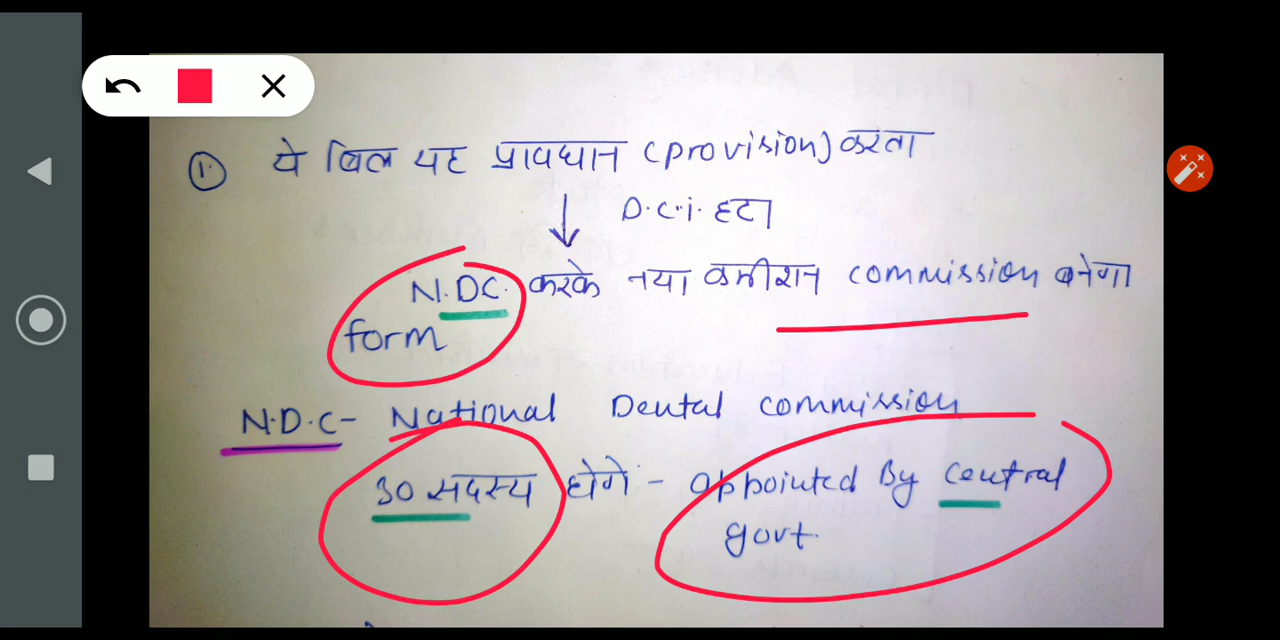 1. ये बिल यह प्रावधान (provision) करता
D.C.i. हटा
N.DC. करके नया कमीशन commission बनेगा
form
N.D.C- National Dental commission
30 सदस्य होगे - appointed By central
govt.